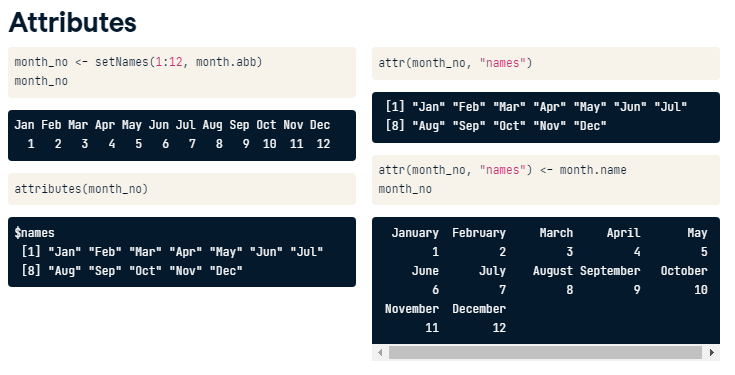 Attributes
month_no <- setNames(1:12, month.abb)
month_no
Jan Feb Mar Apr May Jun Jul Aug Sep Oct Nov Dec
1 2 3 4 5 6 7 8 9 10 11 12
attributes(month_no)
$names
[1] "Jan" "Feb" "Mar" "Apr" "May" "Jun" "Jul"
[8] "Aug" "Sep" "Oct" "Nov" "Dec"
attr(month_no, "names")
[1] "Jan" "Feb" "Mar" "Apr" "May" "Jun" "Jul"
[8] "Aug" "Sep" "Oct" "Nov" "Dec"
attr(month_no, "names") <- month.name
month_no
January February March April May
1 2 3 4 5
June July August September October
6 7 8 9 10
November December
11 12